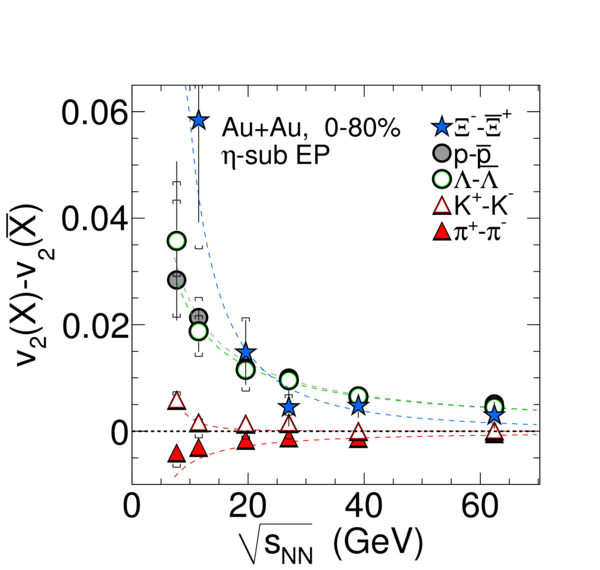 0.06
0.04
0.02
0
v₂(X)-v₂(X̅)
Au+Au, 0-80%
η-sub EP
Ξ⁻-Ξ̅⁺
p-p̅
Λ-Λ̅
K⁺-K⁻
π⁺-π⁻
0 20 40 60
√sNN (GeV)